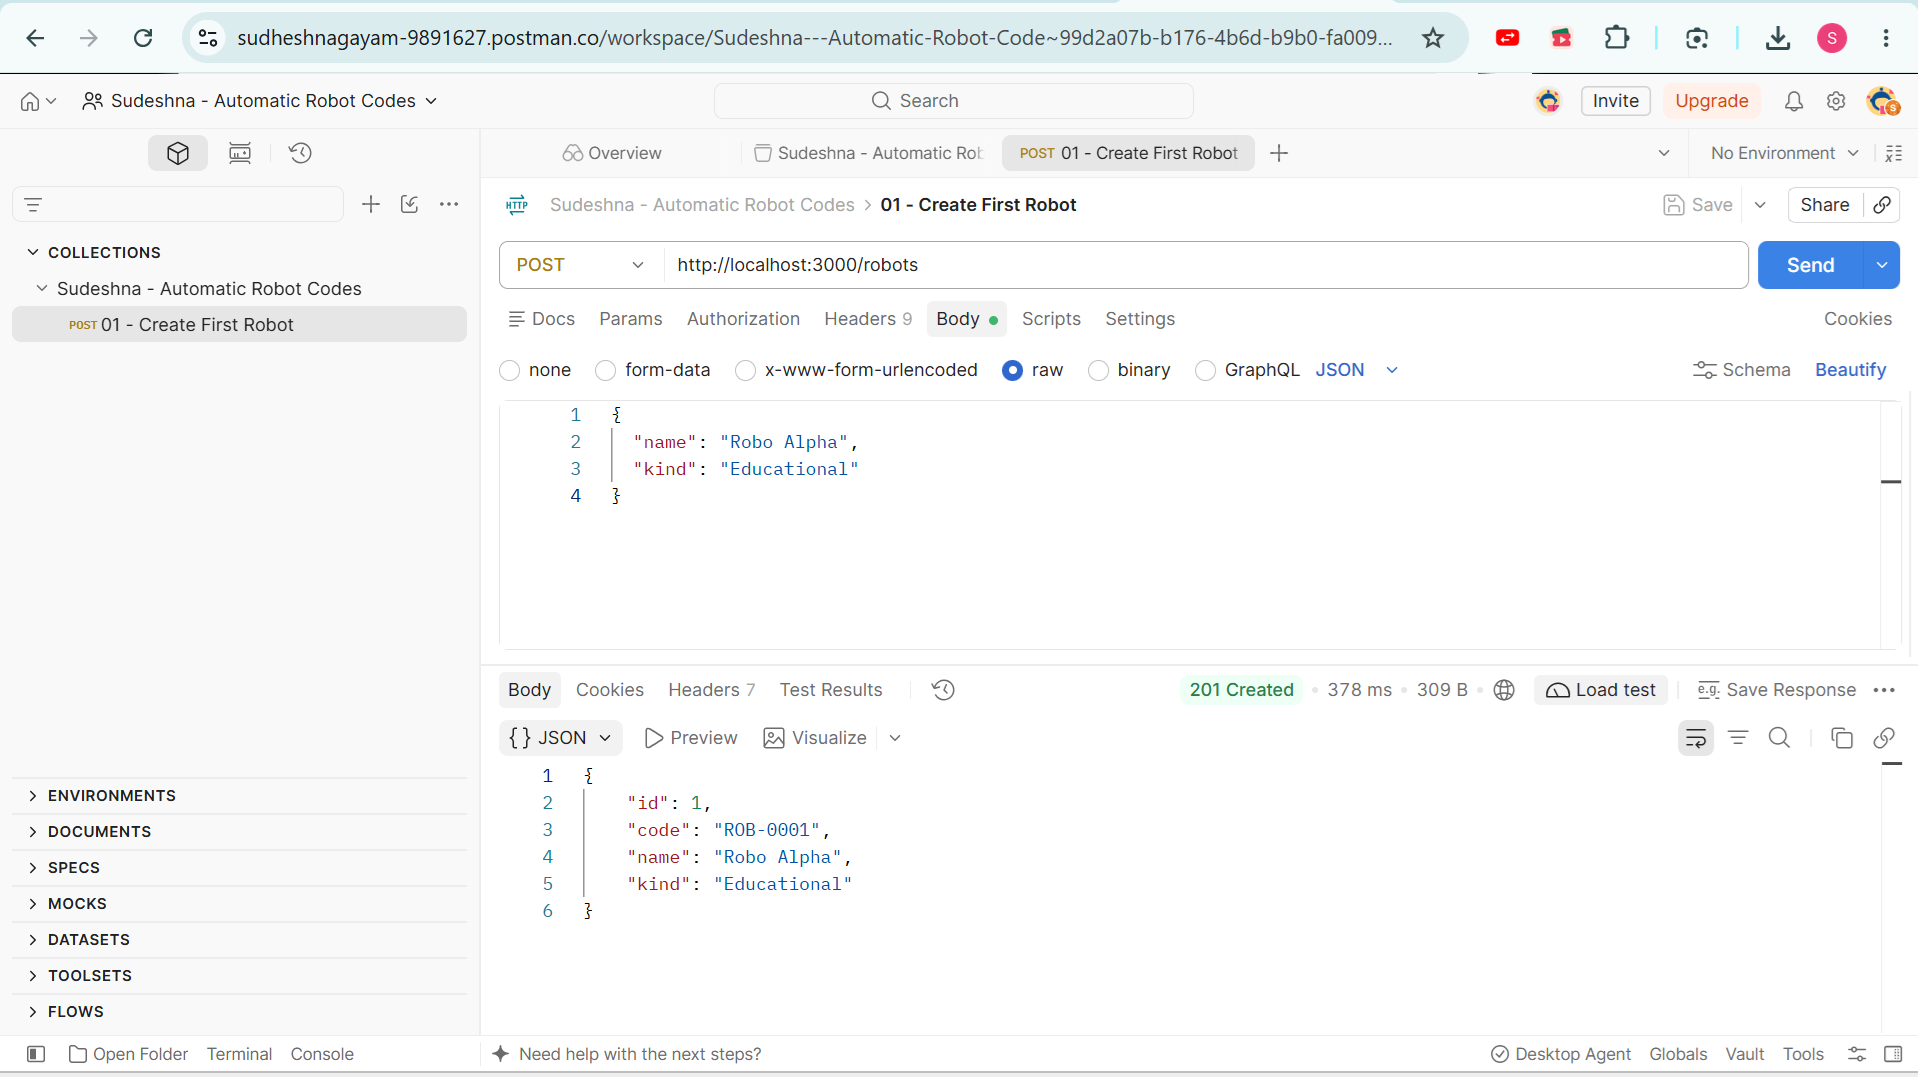 sudheshnagayam-9891627.postman.co/workspace/Sudeshna---Automatic-Robot-Code~99d2a07b-b176-4b6d-b9b0-fa009...
S
Sudeshna - Automatic Robot Codes
Search
Invite
Upgrade
S
Overview
Sudeshna - Automatic Rob
POST 01 - Create First Robot
No Environment
Sudeshna - Automatic Robot Codes > 01 - Create First Robot
Save
Share
COLLECTIONS
Sudeshna - Automatic Robot Codes
POST 01 - Create First Robot
HTTP
POST
http://localhost:3000/robots
Send
Docs
Params
Authorization
Headers 9
Body
Scripts
Settings
Cookies
none
form-data
x-www-form-urlencoded
raw
binary
GraphQL
JSON
Schema
Beautify
1 {
2 "name": "Robo Alpha",
3 "kind": "Educational"
4 }
Body
Cookies
Headers 7
Test Results
201 Created
378 ms
309 B
Load test
e.g. Save Response
{} JSON
Preview
Visualize
1 {
2 "id": 1,
3 "code": "ROB-0001",
4 "name": "Robo Alpha",
5 "kind": "Educational"
6 }
ENVIRONMENTS
DOCUMENTS
SPECS
MOCKS
DATASETS
TOOLSETS
FLOWS
Open Folder
Terminal
Console
Need help with the next steps?
Desktop Agent
Globals
Vault
Tools